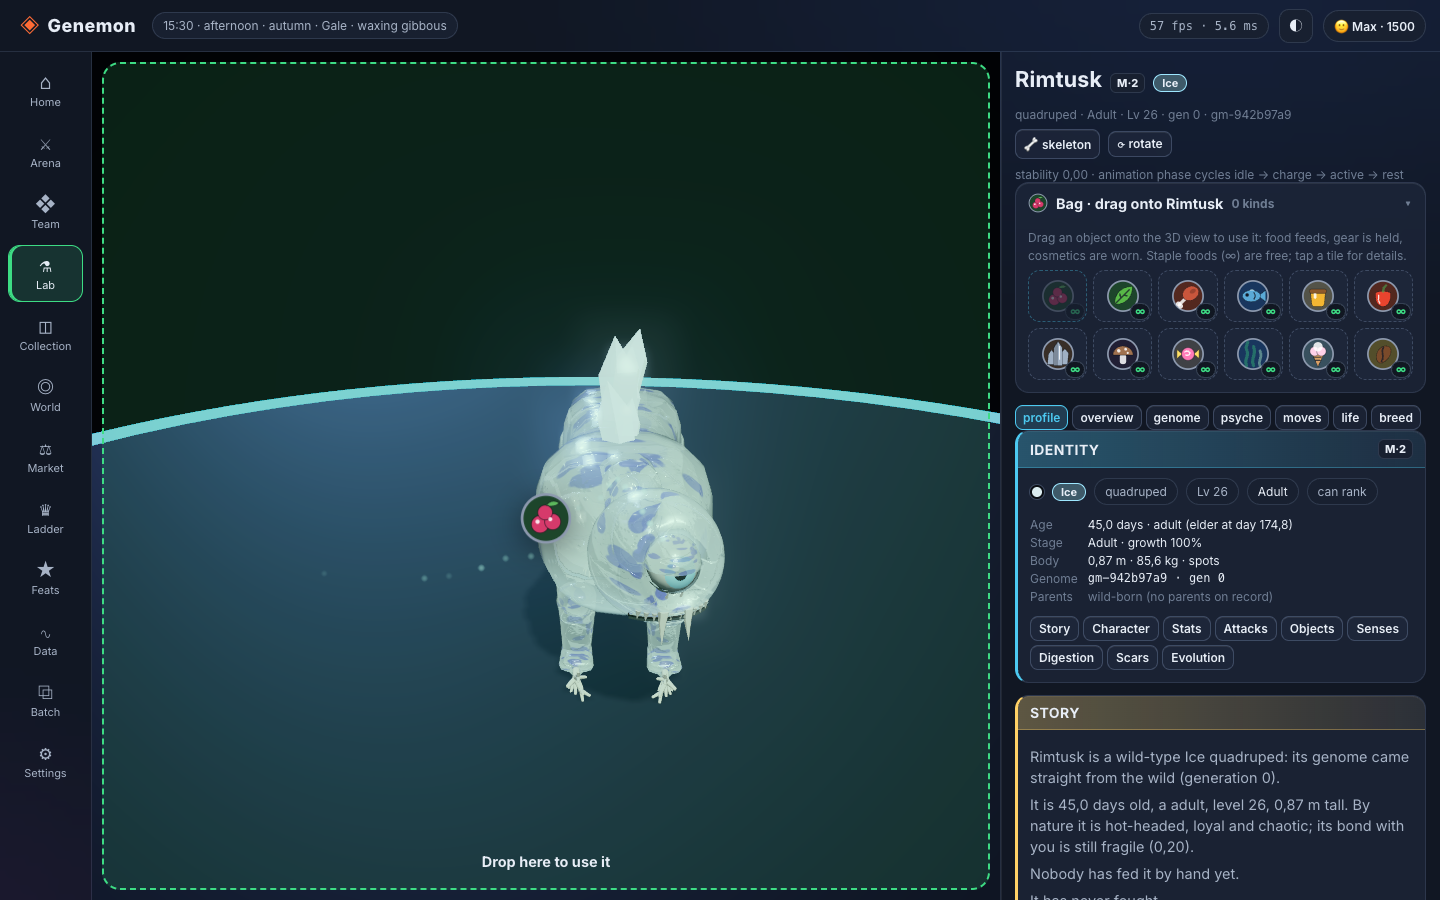 Genemon
15:30 · afternoon · autumn · Gale · waxing gibbous
57 fps · 5.6 ms
Max · 1500
Home
Arena
Team
Lab
Collection
World
Market
Ladder
Feats
Data
Batch
Settings
Drop here to use it
Rimtusk M·2 Ice
quadruped · Adult · Lv 26 · gen 0 · gm-942b97a9
skeleton rotate
stability 0,00 · animation phase cycles idle → charge → active → rest
Bag · drag onto Rimtusk 0 kinds
Drag an object onto the 3D view to use it: food feeds, gear is held,
cosmetics are worn. Staple foods (∞) are free; tap a tile for details.
∞ ∞ ∞ ∞ ∞ ∞
∞ ∞ ∞ ∞ ∞ ∞
profile overview genome psyche moves life breed
IDENTITY M·2
Ice quadruped Lv 26 Adult can rank
Age 45,0 days · adult (elder at day 174,8)
Stage Adult · growth 100%
Body 0,87 m · 85,6 kg · spots
Genome gm-942b97a9 · gen 0
Parents wild-born (no parents on record)
Story Character Stats Attacks Objects Senses
Digestion Scars Evolution
STORY
Rimtusk is a wild-type Ice quadruped: its genome came
straight from the wild (generation 0).
It is 45,0 days old, a adult, level 26, 0,87 m tall. By
nature it is hot-headed, loyal and chaotic; its bond with
you is still fragile (0,20).
Nobody has fed it by hand yet.
It has never fought